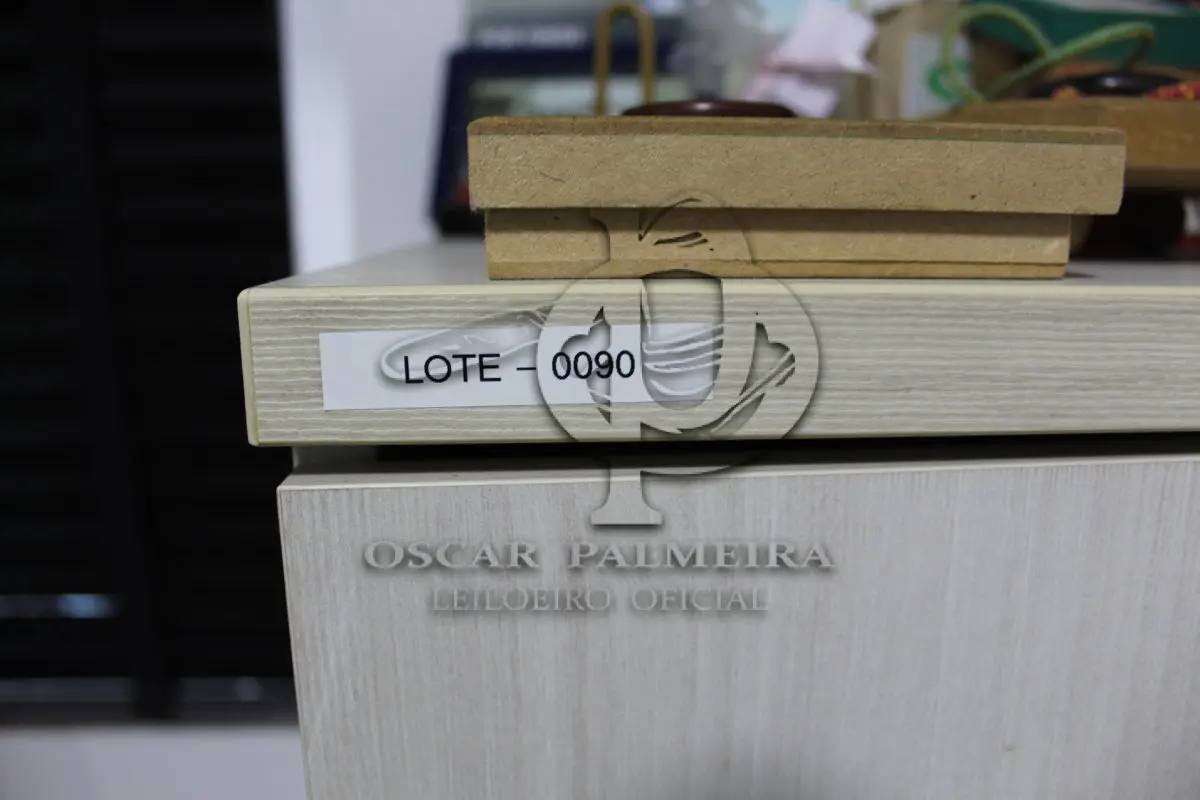 LOTE – 0090
OSCAR PALMEIRA
LEILOEIRO OFICIAL